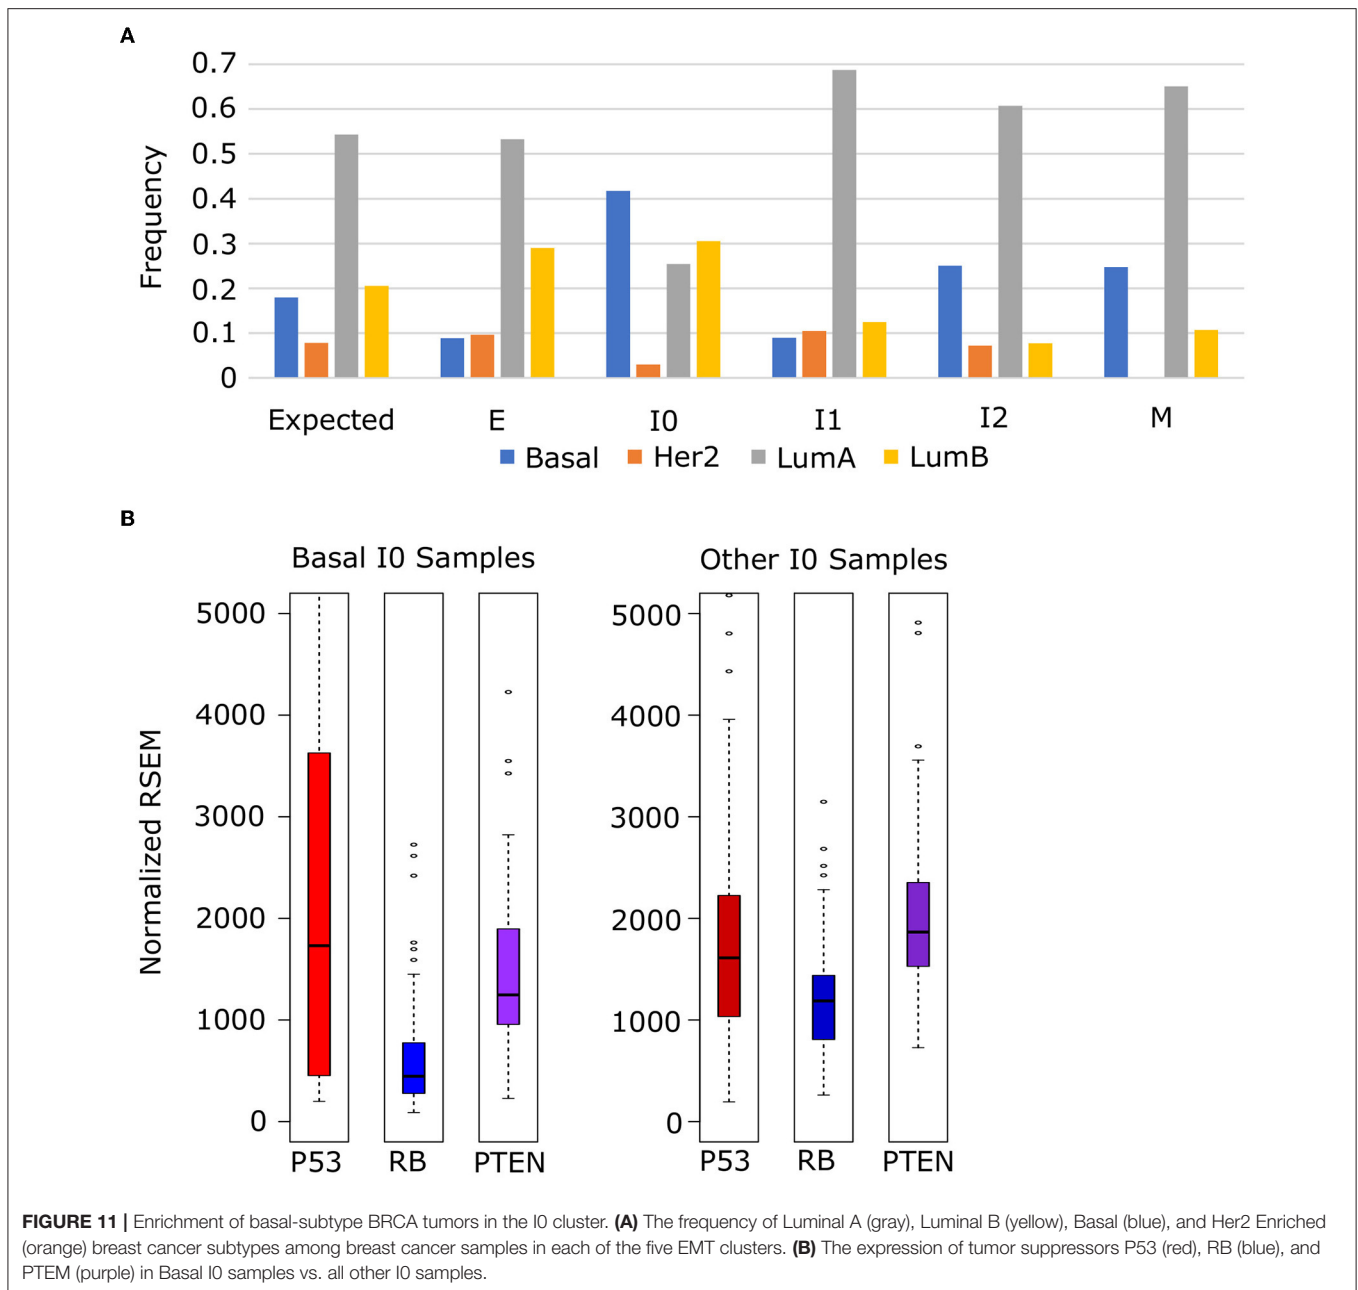 A
0.7
0.6
0.5
0.4
0.3
0.2
0.1
0
Frequency
Expected E I0 I1 I2 M
Basal Her2 LumA LumB
B
Basal I0 Samples Other I0 Samples
5000 5000
4000 4000
3000 3000
2000 2000
1000 1000
0 0
Normalized RSEM
P53 RB PTEN P53 RB PTEN
FIGURE 11 | Enrichment of basal-subtype BRCA tumors in the I0 cluster. (A) The frequency of Luminal A (gray), Luminal B (yellow), Basal (blue), and Her2 Enriched
(orange) breast cancer subtypes among breast cancer samples in each of the five EMT clusters. (B) The expression of tumor suppressors P53 (red), RB (blue), and
PTEM (purple) in Basal I0 samples vs. all other I0 samples.